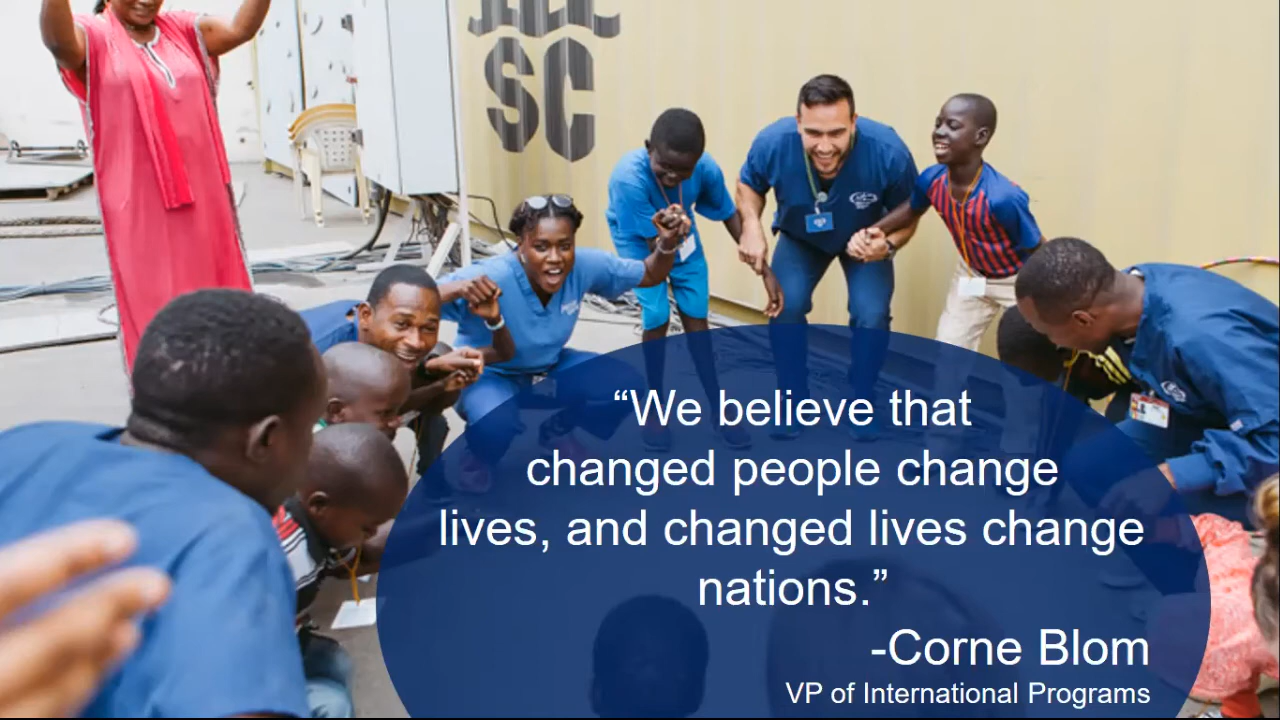 SC
“We believe that
changed people change
lives, and changed lives change
nations.”
-Corne Blom
VP of International Programs